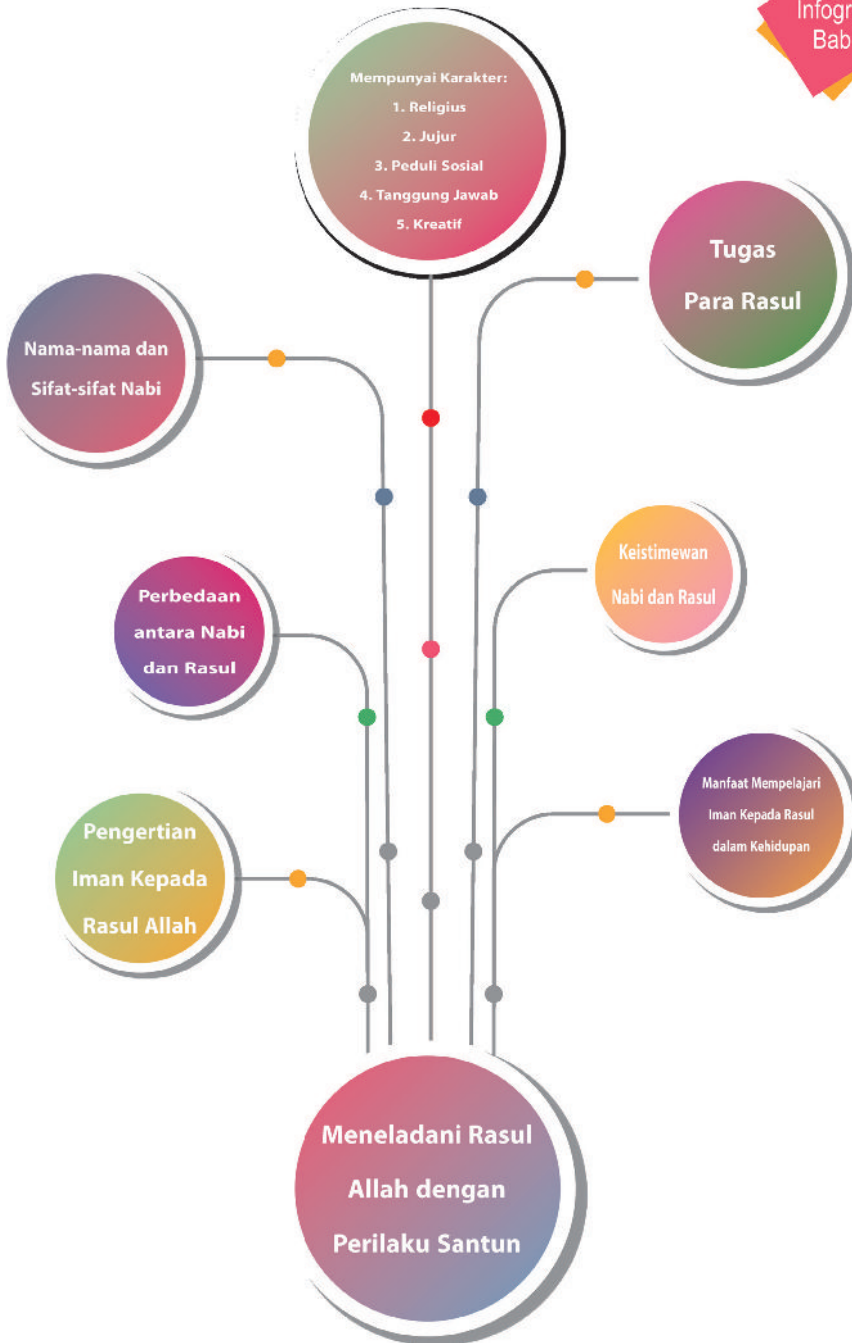 Mempunyai Karakter:
1. Religius
2. Jujur
3. Peduli Sosial
4. Tanggung Jawab
5. Kreatif
Tugas
Para Rasul
Nama-nama dan
Sifat-sifat Nabi
Keistimewan
Nabi dan Rasul
Perbedaan
antara Nabi
dan Rasul
Manfaat Mempelajari
Iman Kepada Rasul
dalam Kehidupan
Pengertian
Iman Kepada
Rasul Allah
Meneladani Rasul
Allah dengan
Perilaku Santun